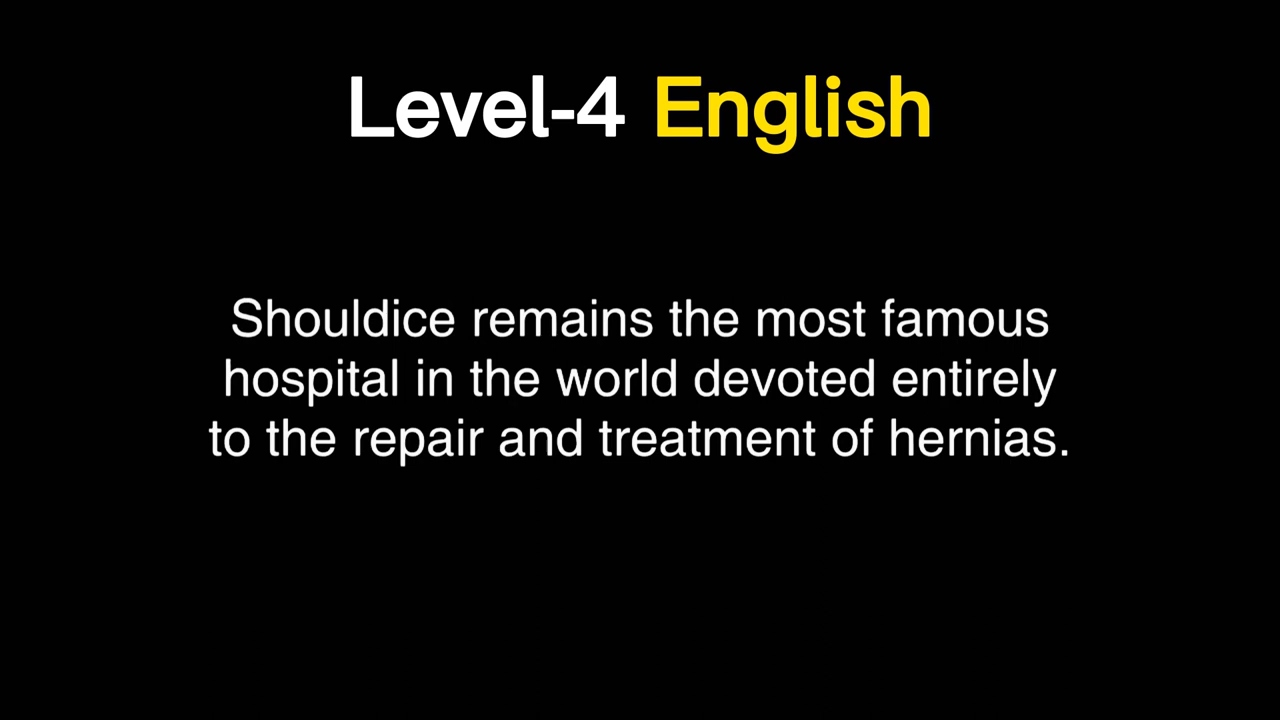 Level-4 English
Shouldice remains the most famous
hospital in the world devoted entirely
to the repair and treatment of hernias.